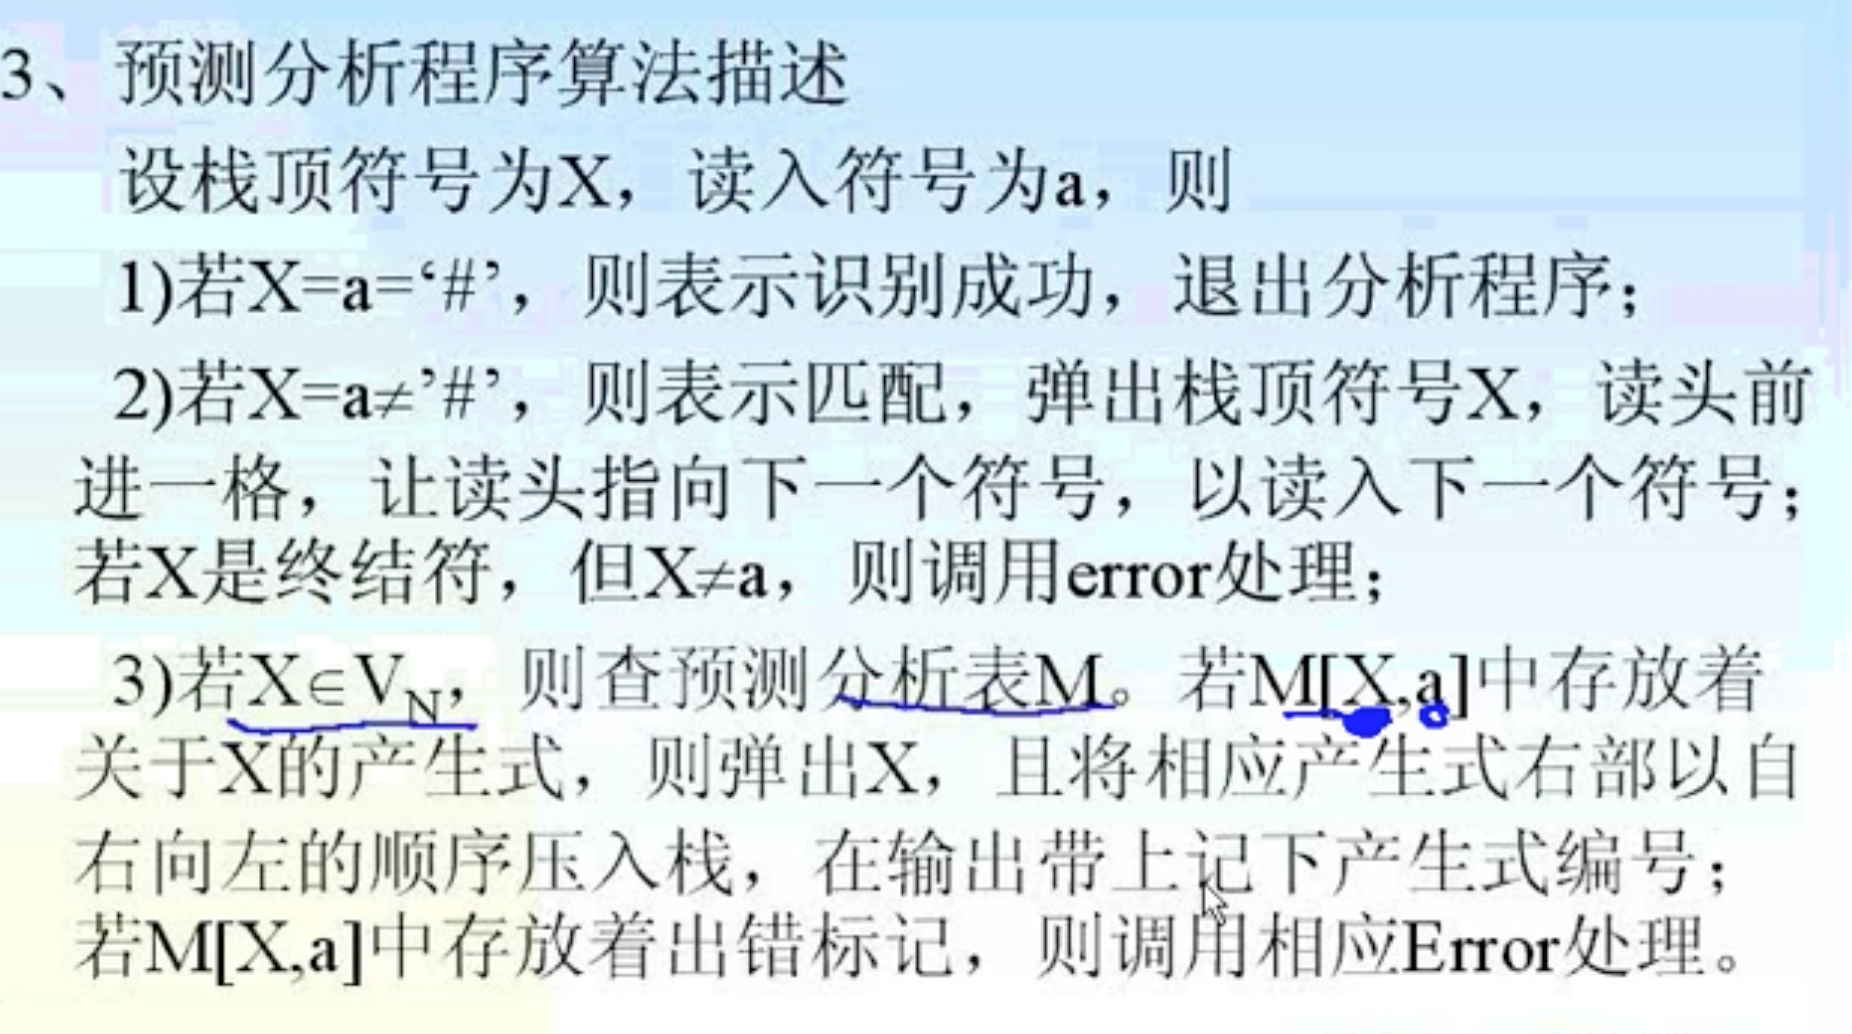 3、预测分析程序算法描述
设栈顶符号为X，读入符号为a，则
1)若X=a=‘#’，则表示识别成功，退出分析程序；
2)若X=a≠’#’，则表示匹配，弹出栈顶符号X，读头前
进一格，让读头指向下一个符号，以读入下一个符号；
若X是终结符，但X≠a，则调用error处理；
3)若X∈VN，则查预测分析表M。若M[X,a]中存放着
关于X的产生式，则弹出X，且将相应产生式右部以自
右向左的顺序压入栈，在输出带上记下产生式编号；
若M[X,a]中存放着出错标记，则调用相应Error处理。